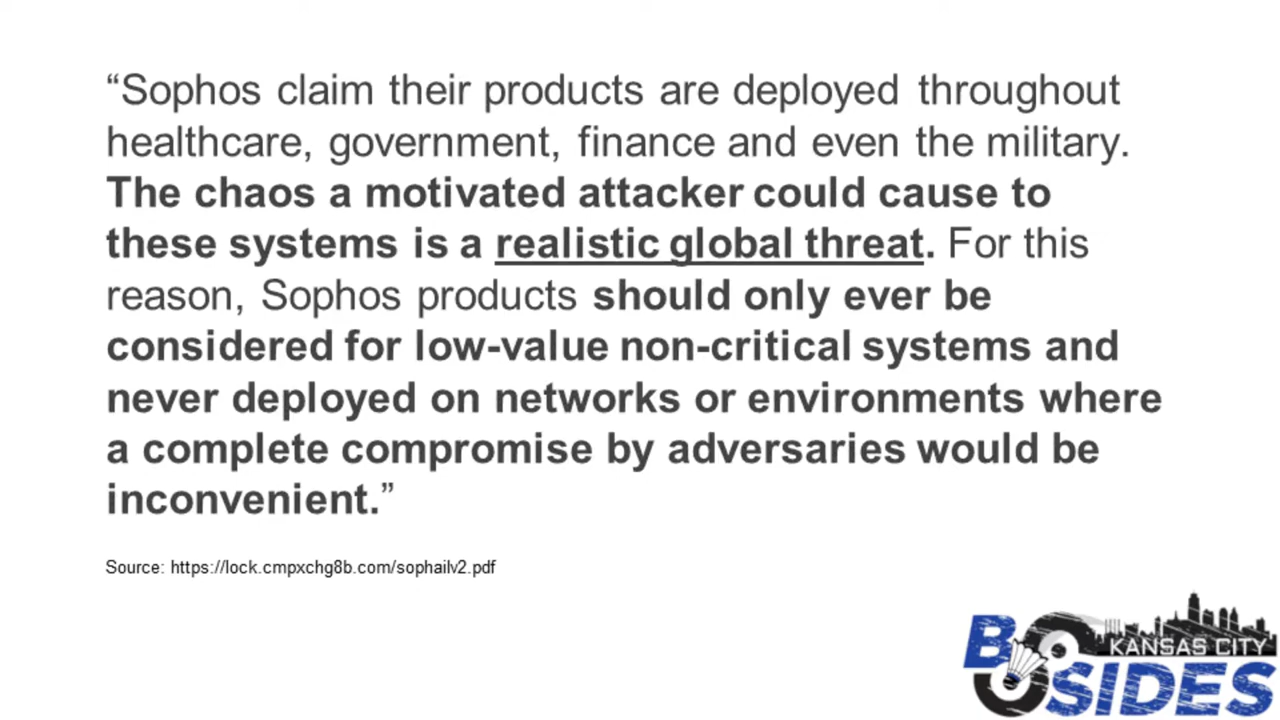 “Sophos claim their products are deployed throughout
healthcare, government, finance and even the military.
The chaos a motivated attacker could cause to
these systems is a realistic global threat. For this
reason, Sophos products should only ever be
considered for low-value non-critical systems and
never deployed on networks or environments where
a complete compromise by adversaries would be
inconvenient.”
Source: https://lock.cmpxchg8b.com/sophailv2.pdf
KANSAS CITY
BSIDES